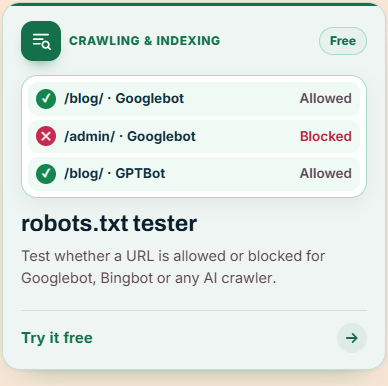 CRAWLING & INDEXING
Free
/blog/ · Googlebot
Allowed
/admin/ · Googlebot
Blocked
/blog/ · GPTBot
Allowed
robots.txt tester
Test whether a URL is allowed or blocked for
Googlebot, Bingbot or any AI crawler.
Try it free